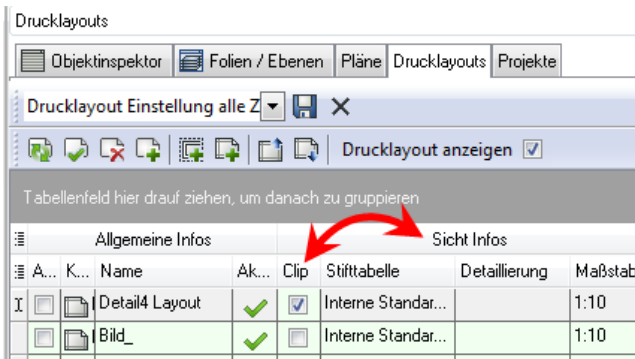 Drucklayouts
Objektinspektor Folien / Ebenen Pläne Drucklayouts Projekte
Drucklayout Einstellung alle Z
Drucklayout anzeigen
Tabellenfeld hier drauf ziehen, um danach zu gruppieren
Allgemeine Infos Sicht Infos
A... K... Name Ak... Clip Stifttabelle Detaillierung Maßstab
Detail4 Layout Interne Standar... 1:10
Bild_ Interne Standar... 1:10